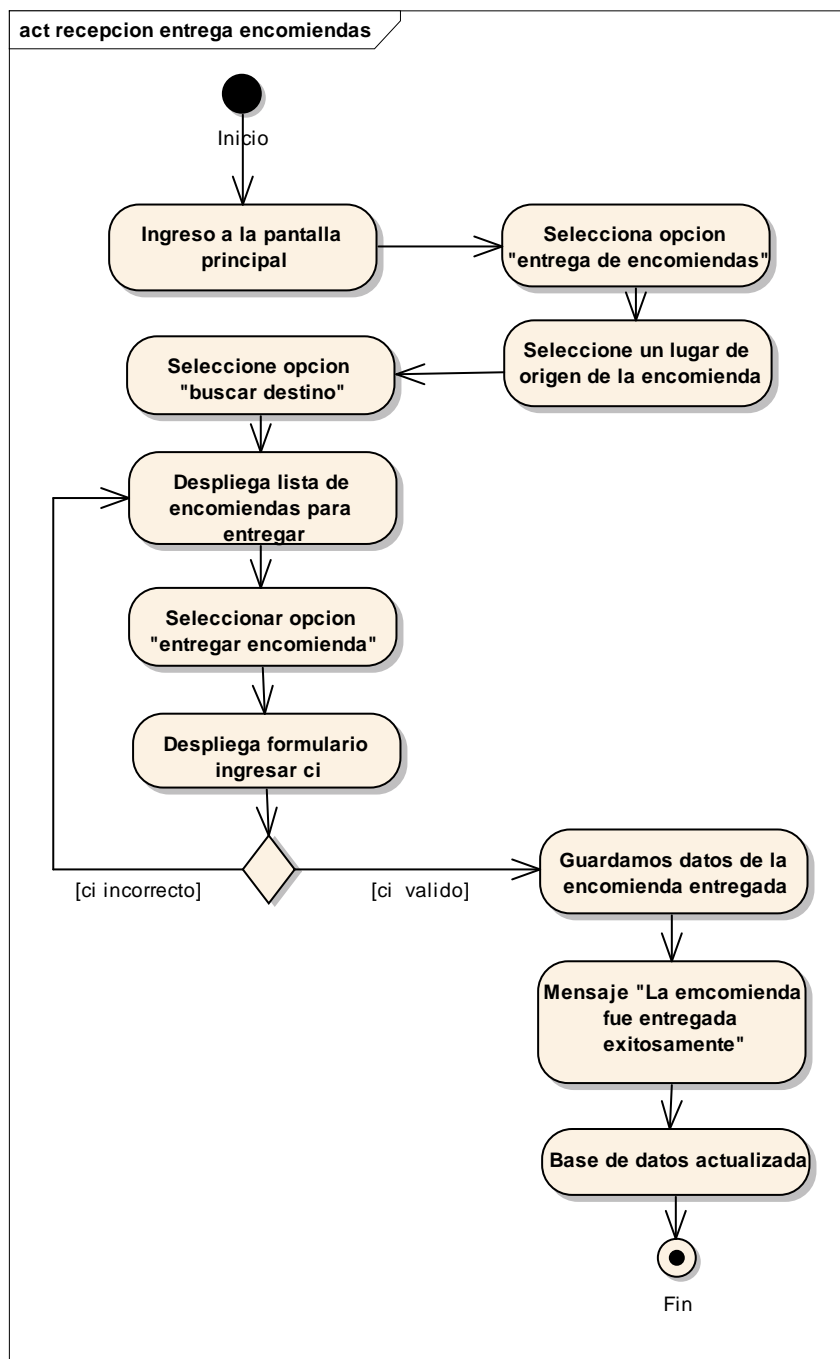 act recepcion entrega encomiendas
Inicio
Ingreso a la pantalla
principal
Selecciona opcion
"entrega de encomiendas"
Seleccione un lugar de
origen de la encomienda
Seleccione opcion
"buscar destino"
Despliega lista de
encomiendas para
entregar
Seleccionar opcion
"entregar encomienda"
Despliega formulario
ingresar ci
[ci incorrecto]
[ci valido]
Guardamos datos de la
encomienda entregada
Mensaje "La emcomienda
fue entregada
exitosamente"
Base de datos actualizada
Fin